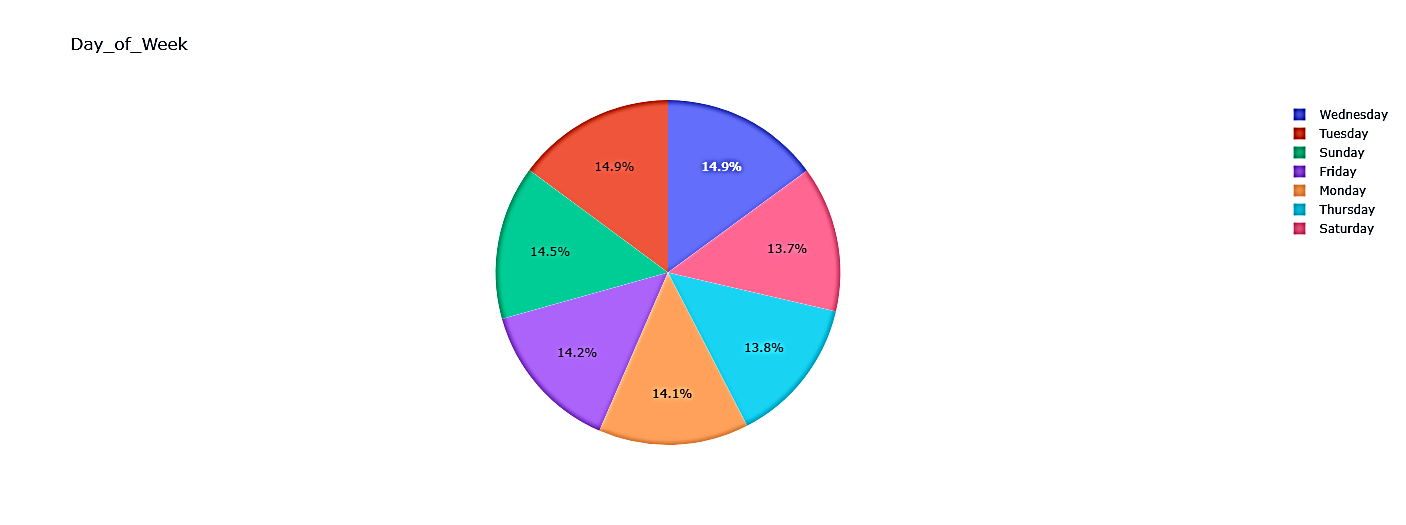 Day_of_Week
14.9%
14.9%
13.7%
14.5%
13.8%
14.2%
14.1%
Wednesday
Tuesday
Sunday
Friday
Monday
Thursday
Saturday